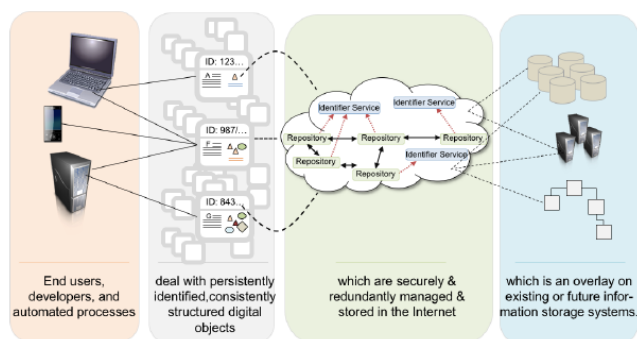 ID: 123...
A
ID: 987/...
F
ID: 843...
G
Identifier Service
Identifier Service
Repository
Repository
Repository
Repository
Identifier Service
Repository
End users,
developers, and
automated processes
deal with persistently
identified,consistently
structured digital
objects
which are securely &
redundantly managed &
stored in the Internet
which is an overlay on
existing or future infor-
mation storage systems.